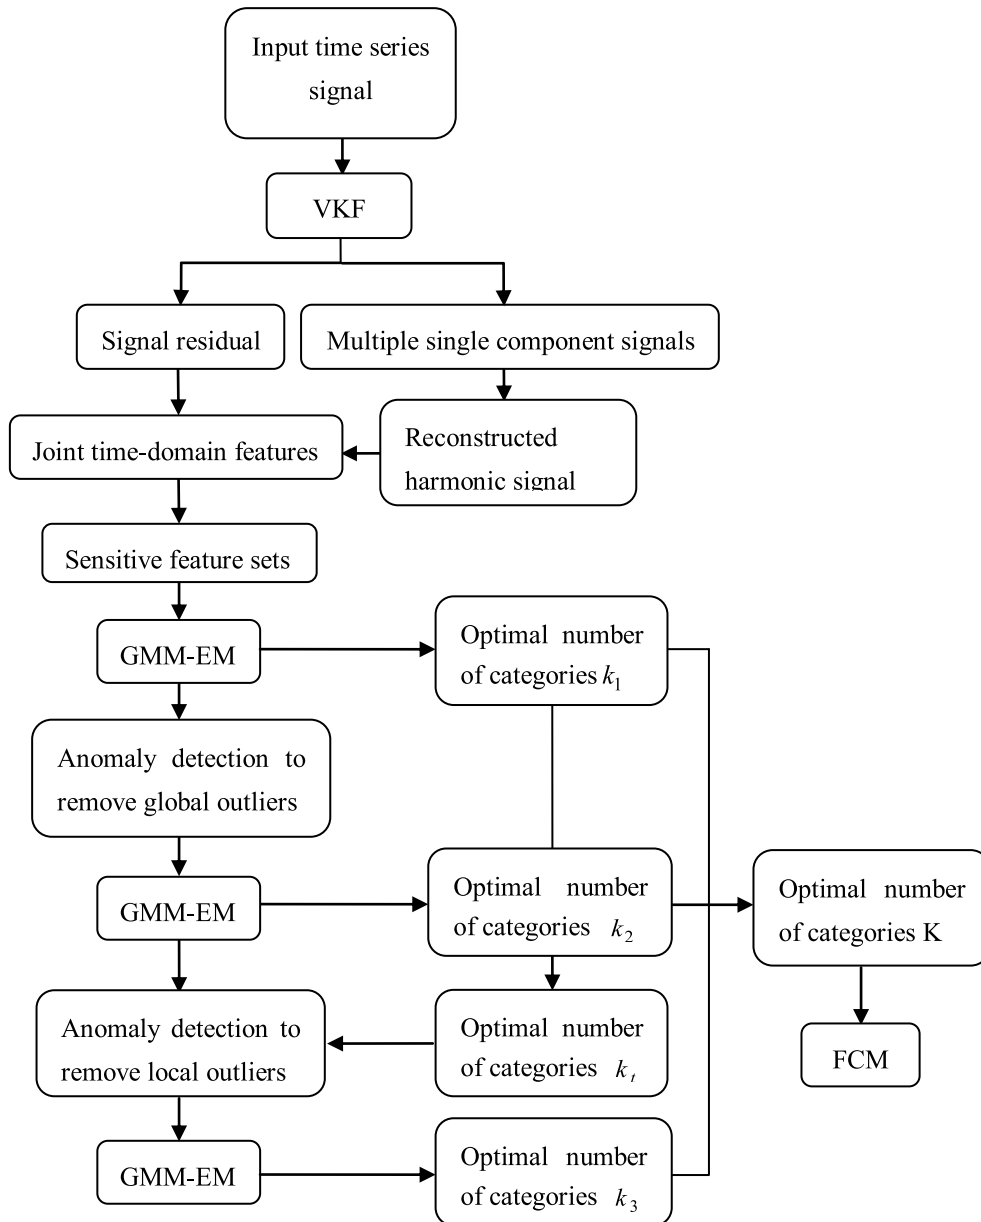 Input time series
signal
VKF
Signal residual
Multiple single component signals
Joint time-domain features
Reconstructed
harmonic signal
Sensitive feature sets
GMM-EM
Optimal number
of categories k₁
Anomaly detection to
remove global outliers
GMM-EM
Optimal number
of categories k₂
Optimal number
of categories K
Anomaly detection to
remove local outliers
Optimal number
of categories kₜ
FCM
GMM-EM
Optimal number
of categories k₃